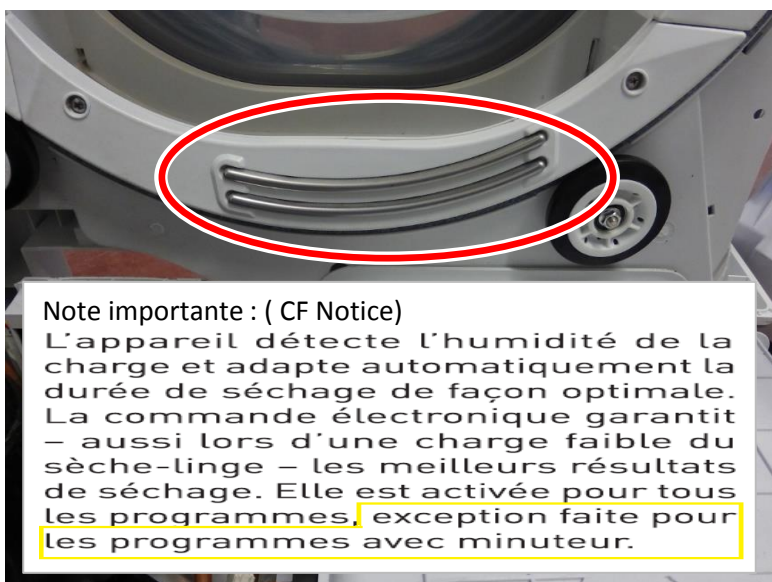 Note importante : ( CF Notice)
L'appareil détecte l'humidité de la
charge et adapte automatiquement la
durée de séchage de façon optimale.
La commande électronique garantit
– aussi lors d'une charge faible du
sèche-linge – les meilleurs résultats
de séchage. Elle est activée pour tous
les programmes, exception faite pour
les programmes avec minuteur.